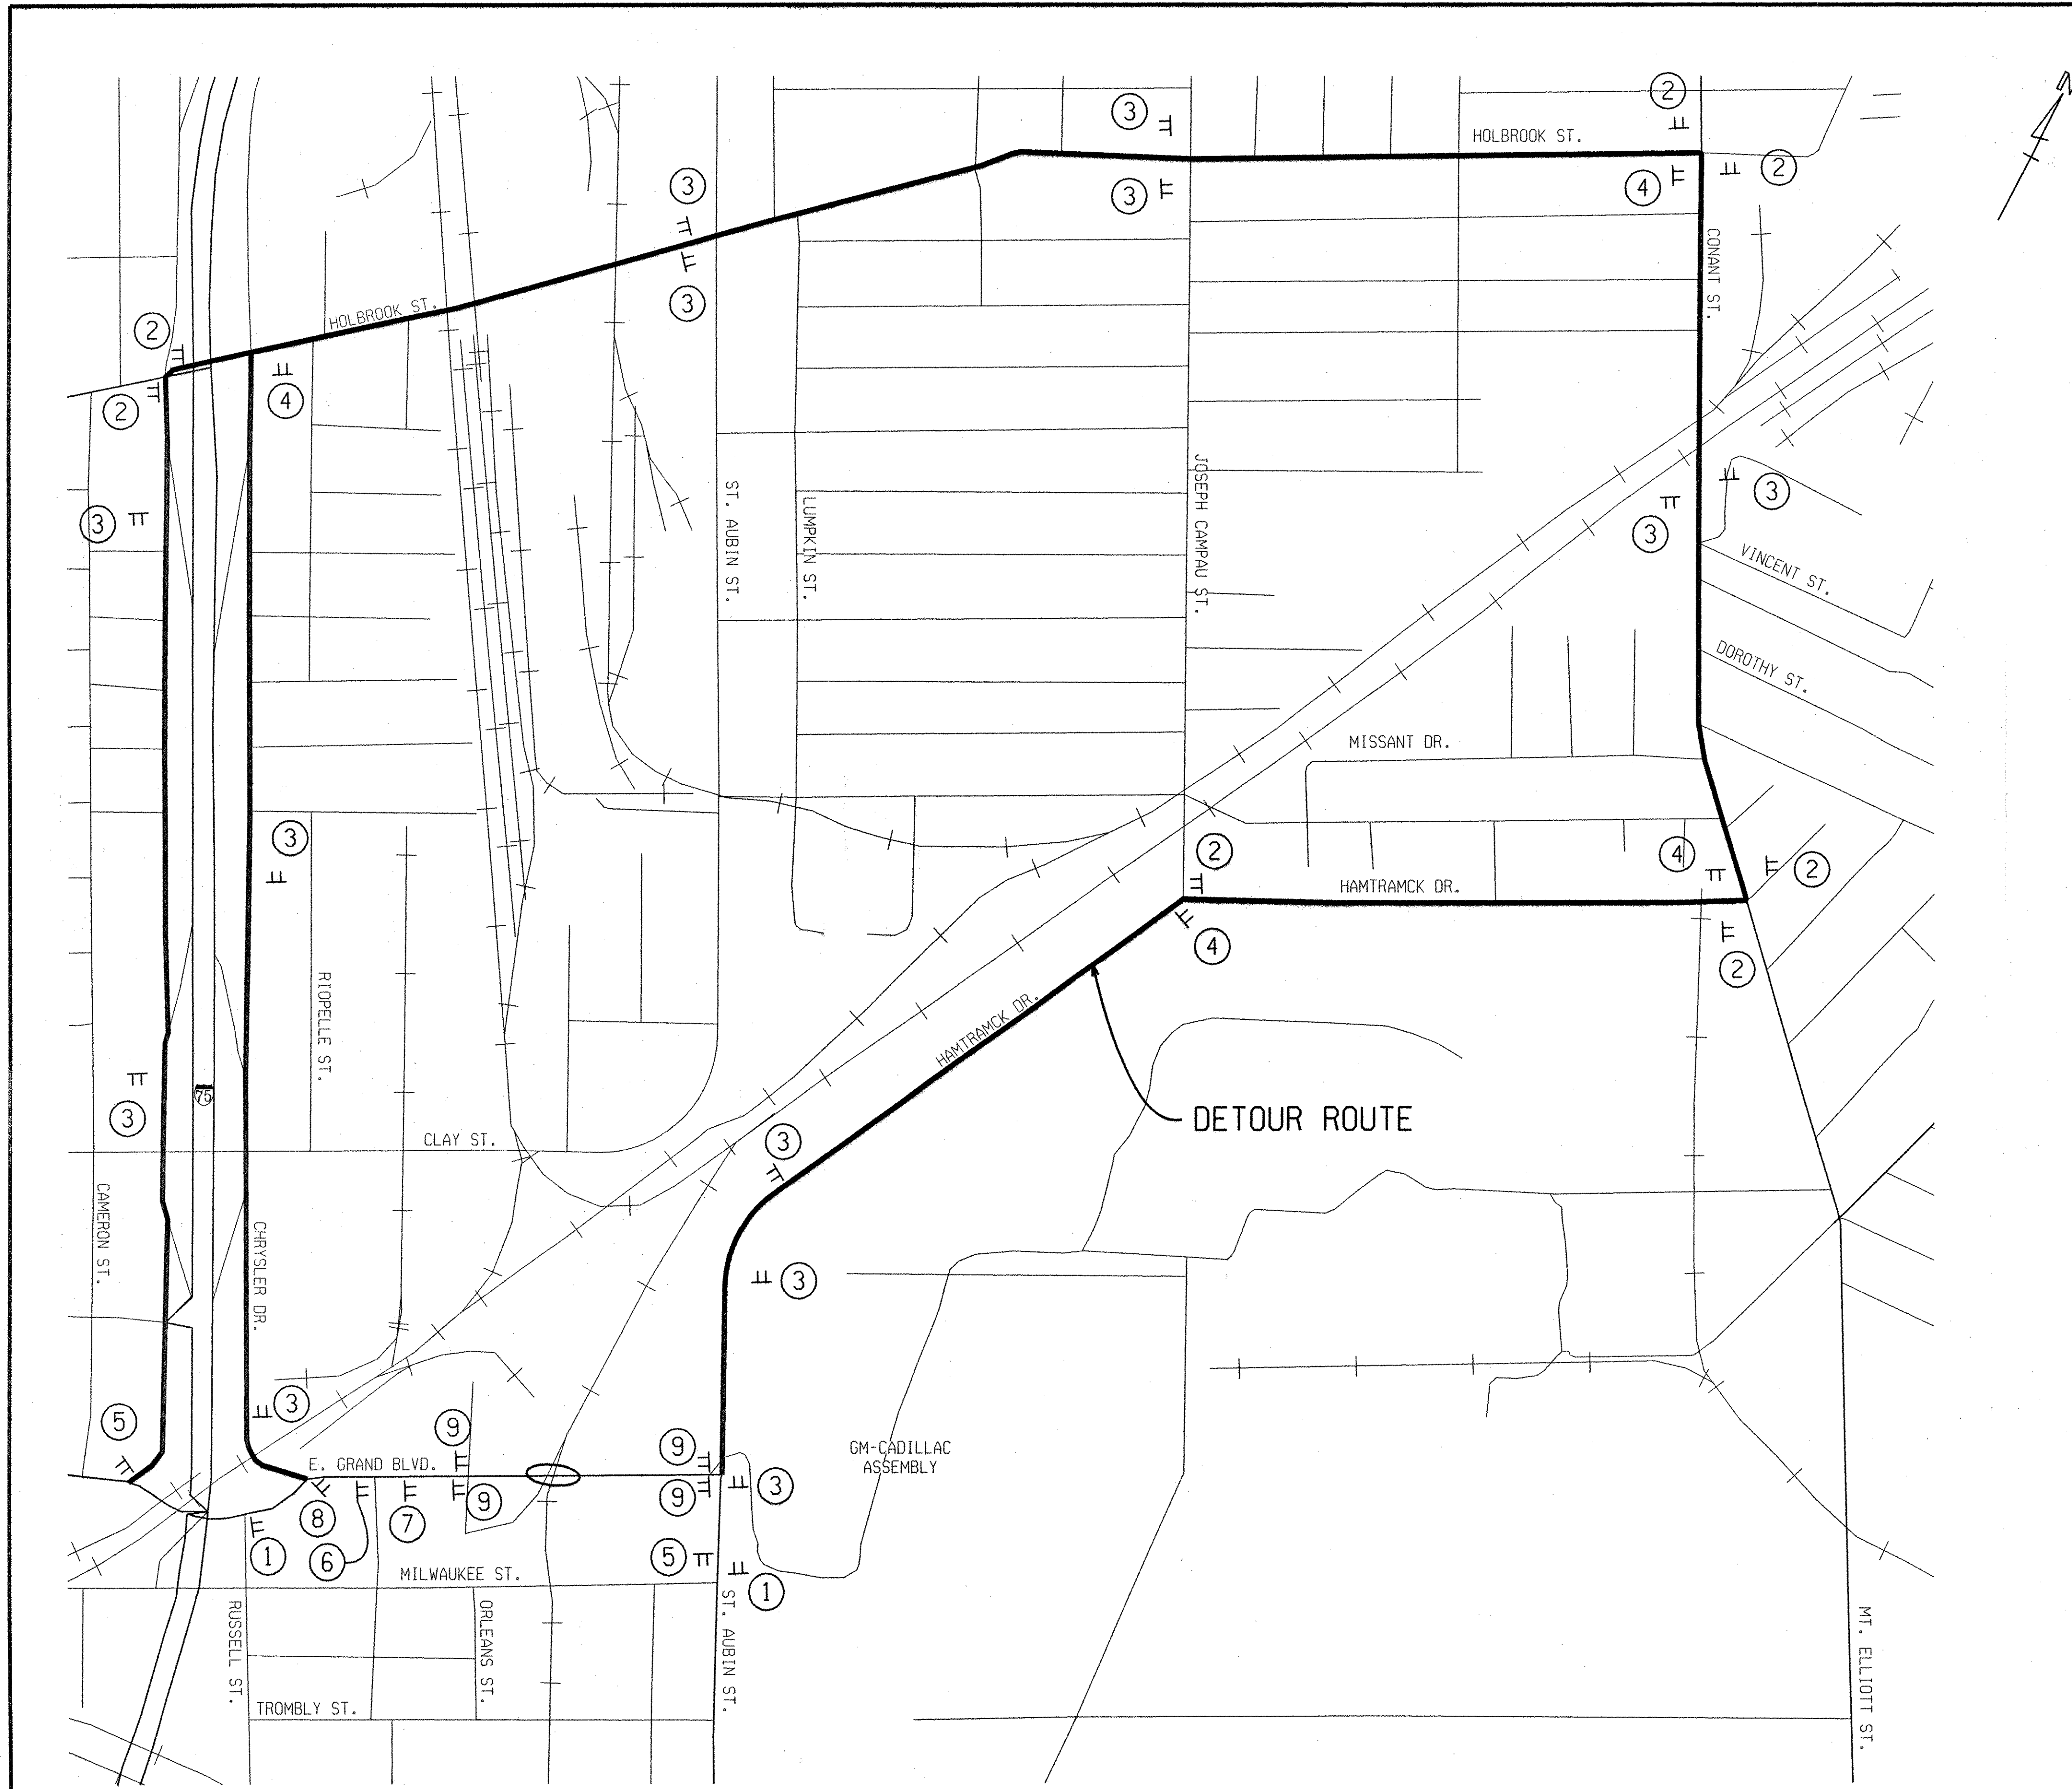 N
2
3
HOLBROOK ST.
2
3
3
4
HOLBROOK ST.
3
2
2
4
CONANT ST.
ST. AUBIN ST.
LUMPKIN ST.
JOSEPH CAMPAU ST.
3
3
3
VINCENT ST.
DOROTHY ST.
MISSANT DR.
3
2
4
2
HAMTRAMCK DR.
4
2
RIOPELLE ST.
HAMTRAMCK DR.
75
3
DETOUR ROUTE
CLAY ST.
3
CAMERON ST.
CHRYSLER DR.
3
3
5
9
9
E. GRAND BLVD.
GM-CADILLAC
ASSEMBLY
9
9
3
8
7
1
6
5
MILWAUKEE ST.
1
RUSSELL ST.
ORLEANS ST.
ST. AUBIN ST.
MT. ELLIOTT ST.
TROMBLY ST.